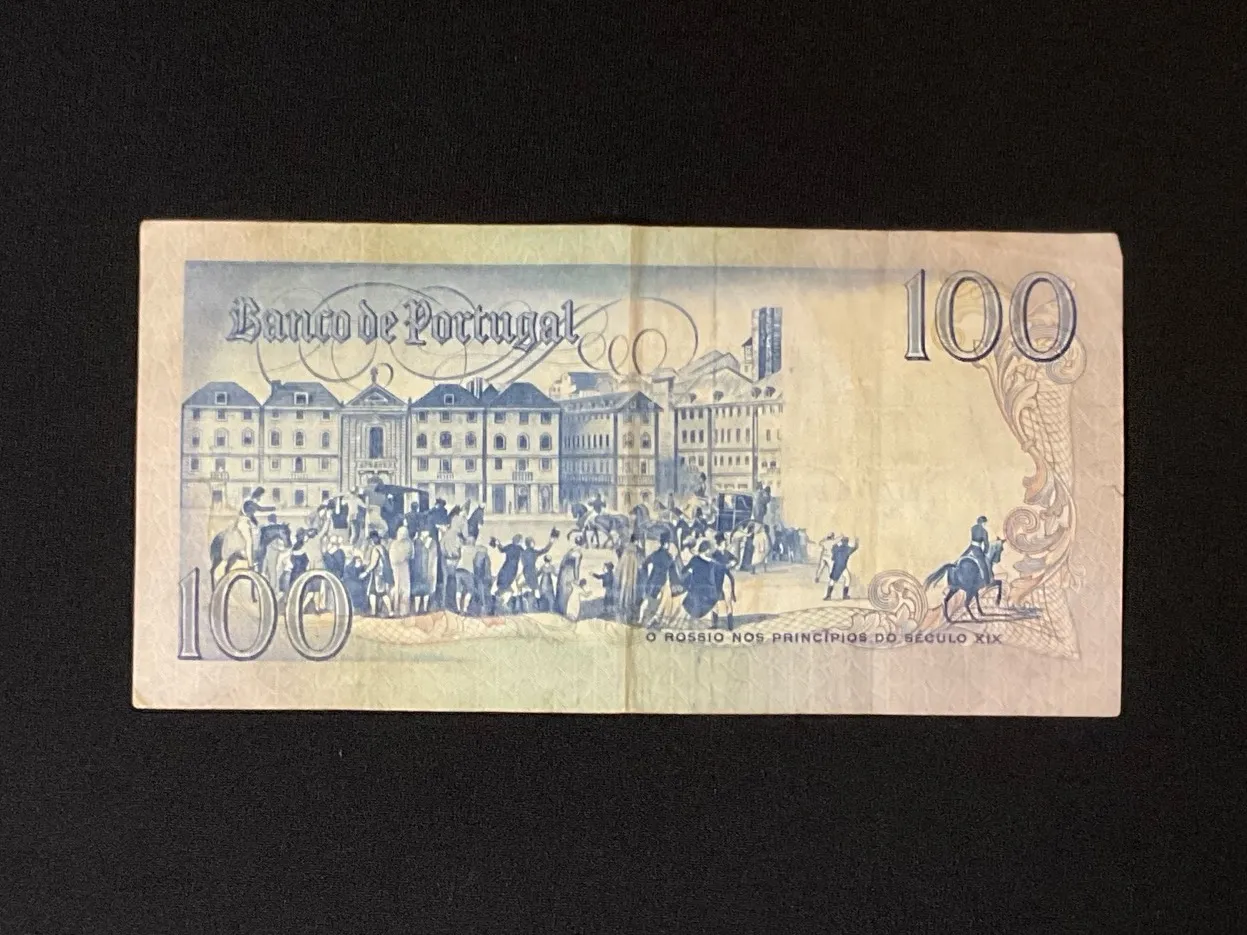 Banco de Portugal
100
100
O ROSSIO NOS PRINCÍPIOS DO SÉCULO XIX